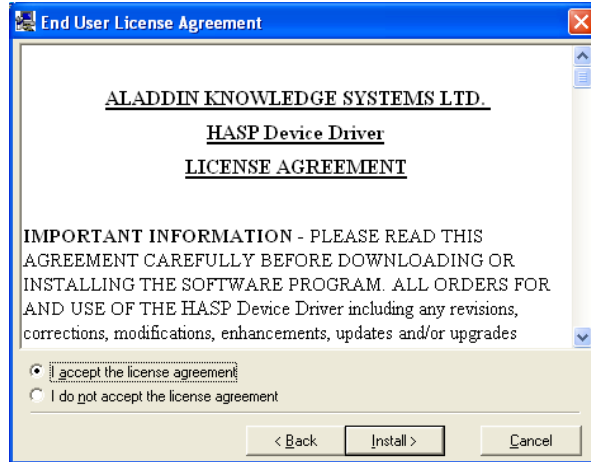 End User License Agreement
ALADDIN KNOWLEDGE SYSTEMS LTD.
HASP Device Driver
LICENSE AGREEMENT
IMPORTANT INFORMATION - PLEASE READ THIS
AGREEMENT CAREFULLY BEFORE DOWNLOADING OR
INSTALLING THE SOFTWARE PROGRAM. ALL ORDERS FOR
AND USE OF THE HASP Device Driver including any revisions,
corrections, modifications, enhancements, updates and/or upgrades
I accept the license agreement
I do not accept the license agreement
< Back Install > Cancel